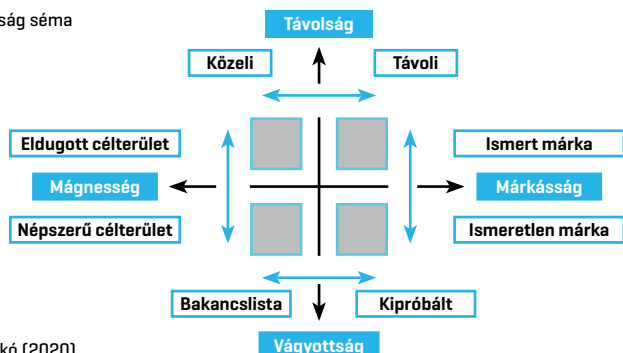 ság séma
Távolság
Közeli
Távoli
Eldugott célterület
Ismert márka
Mágnesség
Márkásság
Népszerű célterület
Ismeretlen márka
Bakancslista
Kipróbált
Vágyottság
kó (2020)